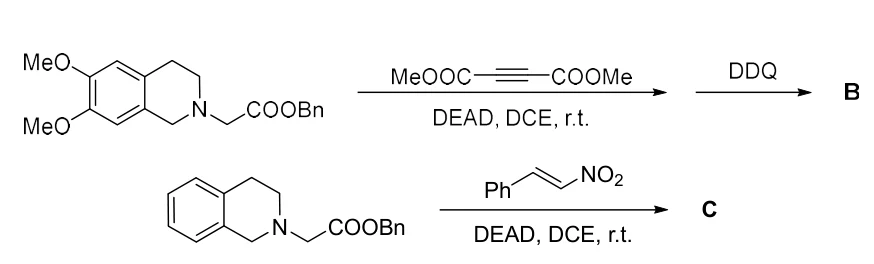 MeO
MeO
N
COOBn
MeOOC
COOMe
DEAD, DCE, r.t.
DDQ
B
N
COOBn
Ph
NO₂
DEAD, DCE, r.t.
C